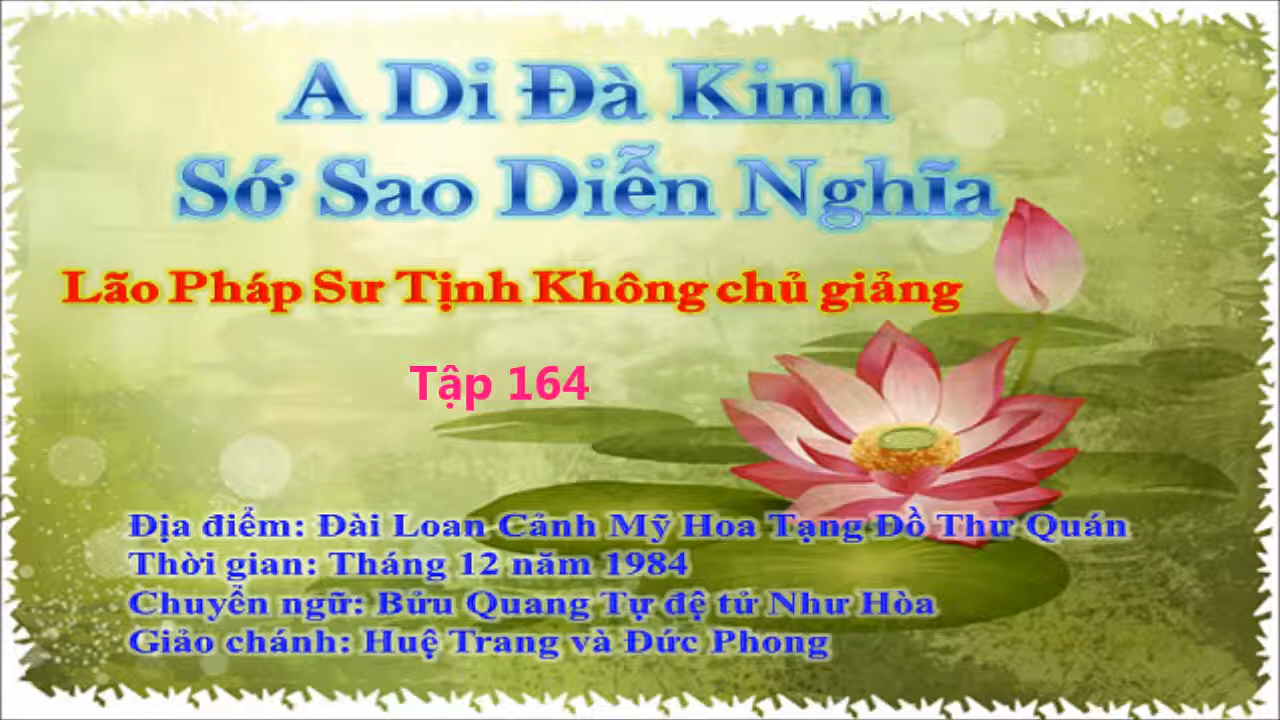 A Di Đà Kinh
Sớ Sao Diễn Nghĩa
Lão Pháp Sư Tịnh Không chủ giảng
Tập 164
Địa điểm: Đài Loan Cảnh Mỹ Hoa Tạng Đồ Thư Quán
Thời gian: Tháng 12 năm 1984
Chuyển ngữ: Bửu Quang Tự đệ tử Như Hòa
Giảo chánh: Huệ Trang và Đức Phong